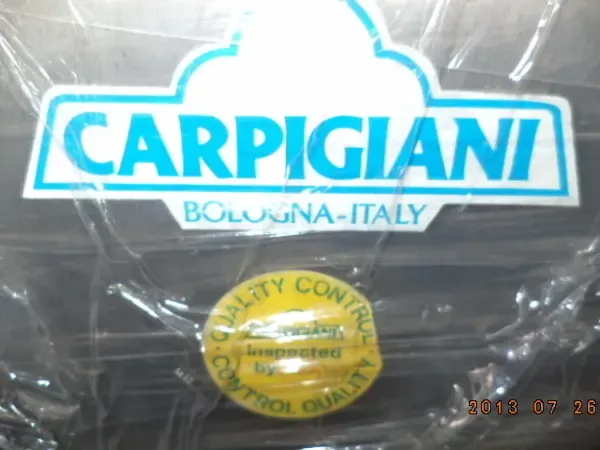 CARPIGIANI
BOLOGNA-ITALY
QUALITY CONTROL
CARPIGIANI
Inspected
by
CONTROL QUALITY
2013 07 26